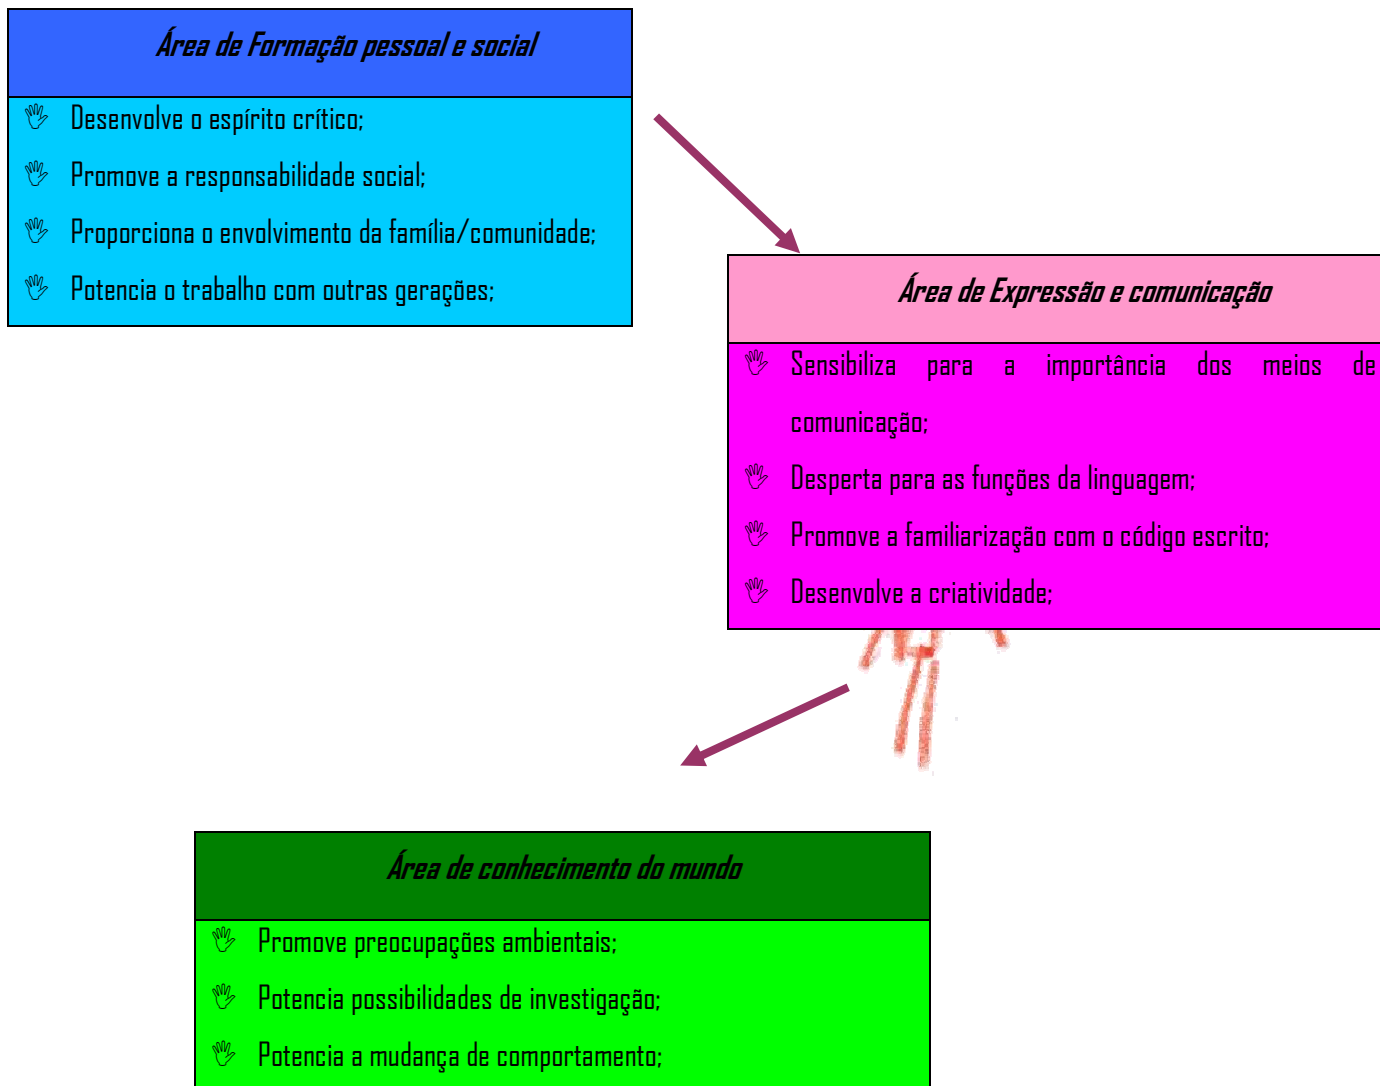 Área de Formação pessoal e social
Desenvolve o espírito crítico;
Promove a responsabilidade social;
Proporciona o envolvimento da família/comunidade;
Potencia o trabalho com outras gerações;
Área de Expressão e comunicação
Sensibiliza para a importância dos meios de
comunicação;
Desperta para as funções da linguagem;
Promove a familiarização com o código escrito;
Desenvolve a criatividade;
Área de conhecimento do mundo
Promove preocupações ambientais;
Potencia possibilidades de investigação;
Potencia a mudança de comportamento;